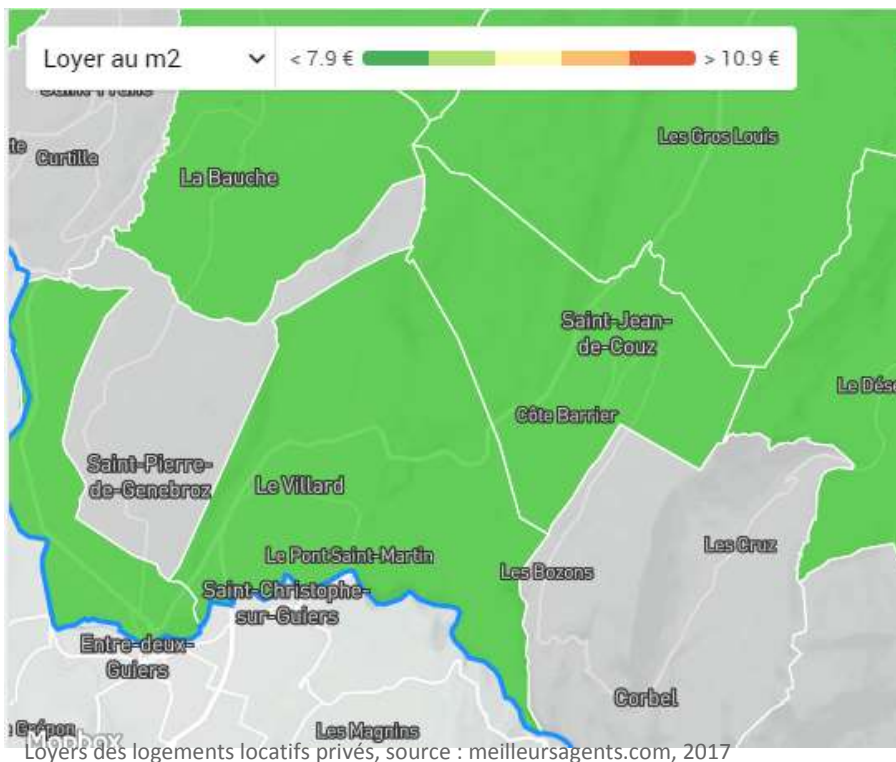 Loyer au m2
< 7.9 €
> 10.9 €
Curtille
La Bauche
Les Gros Louis
Saint-Jean-
de-Couz
Côte Barrier
Saint-Pierre-
de-Genebroz
Le Villard
Le Pont Saint-Martin
Les Cruz
Les Bozons
Saint-Christophe-
sur-Guiers
Entre-deux-
Guiers
Corbel
Les Magnins
Mapbox
Loyers des logements locatifs privés, source : meilleursagents.com, 2017